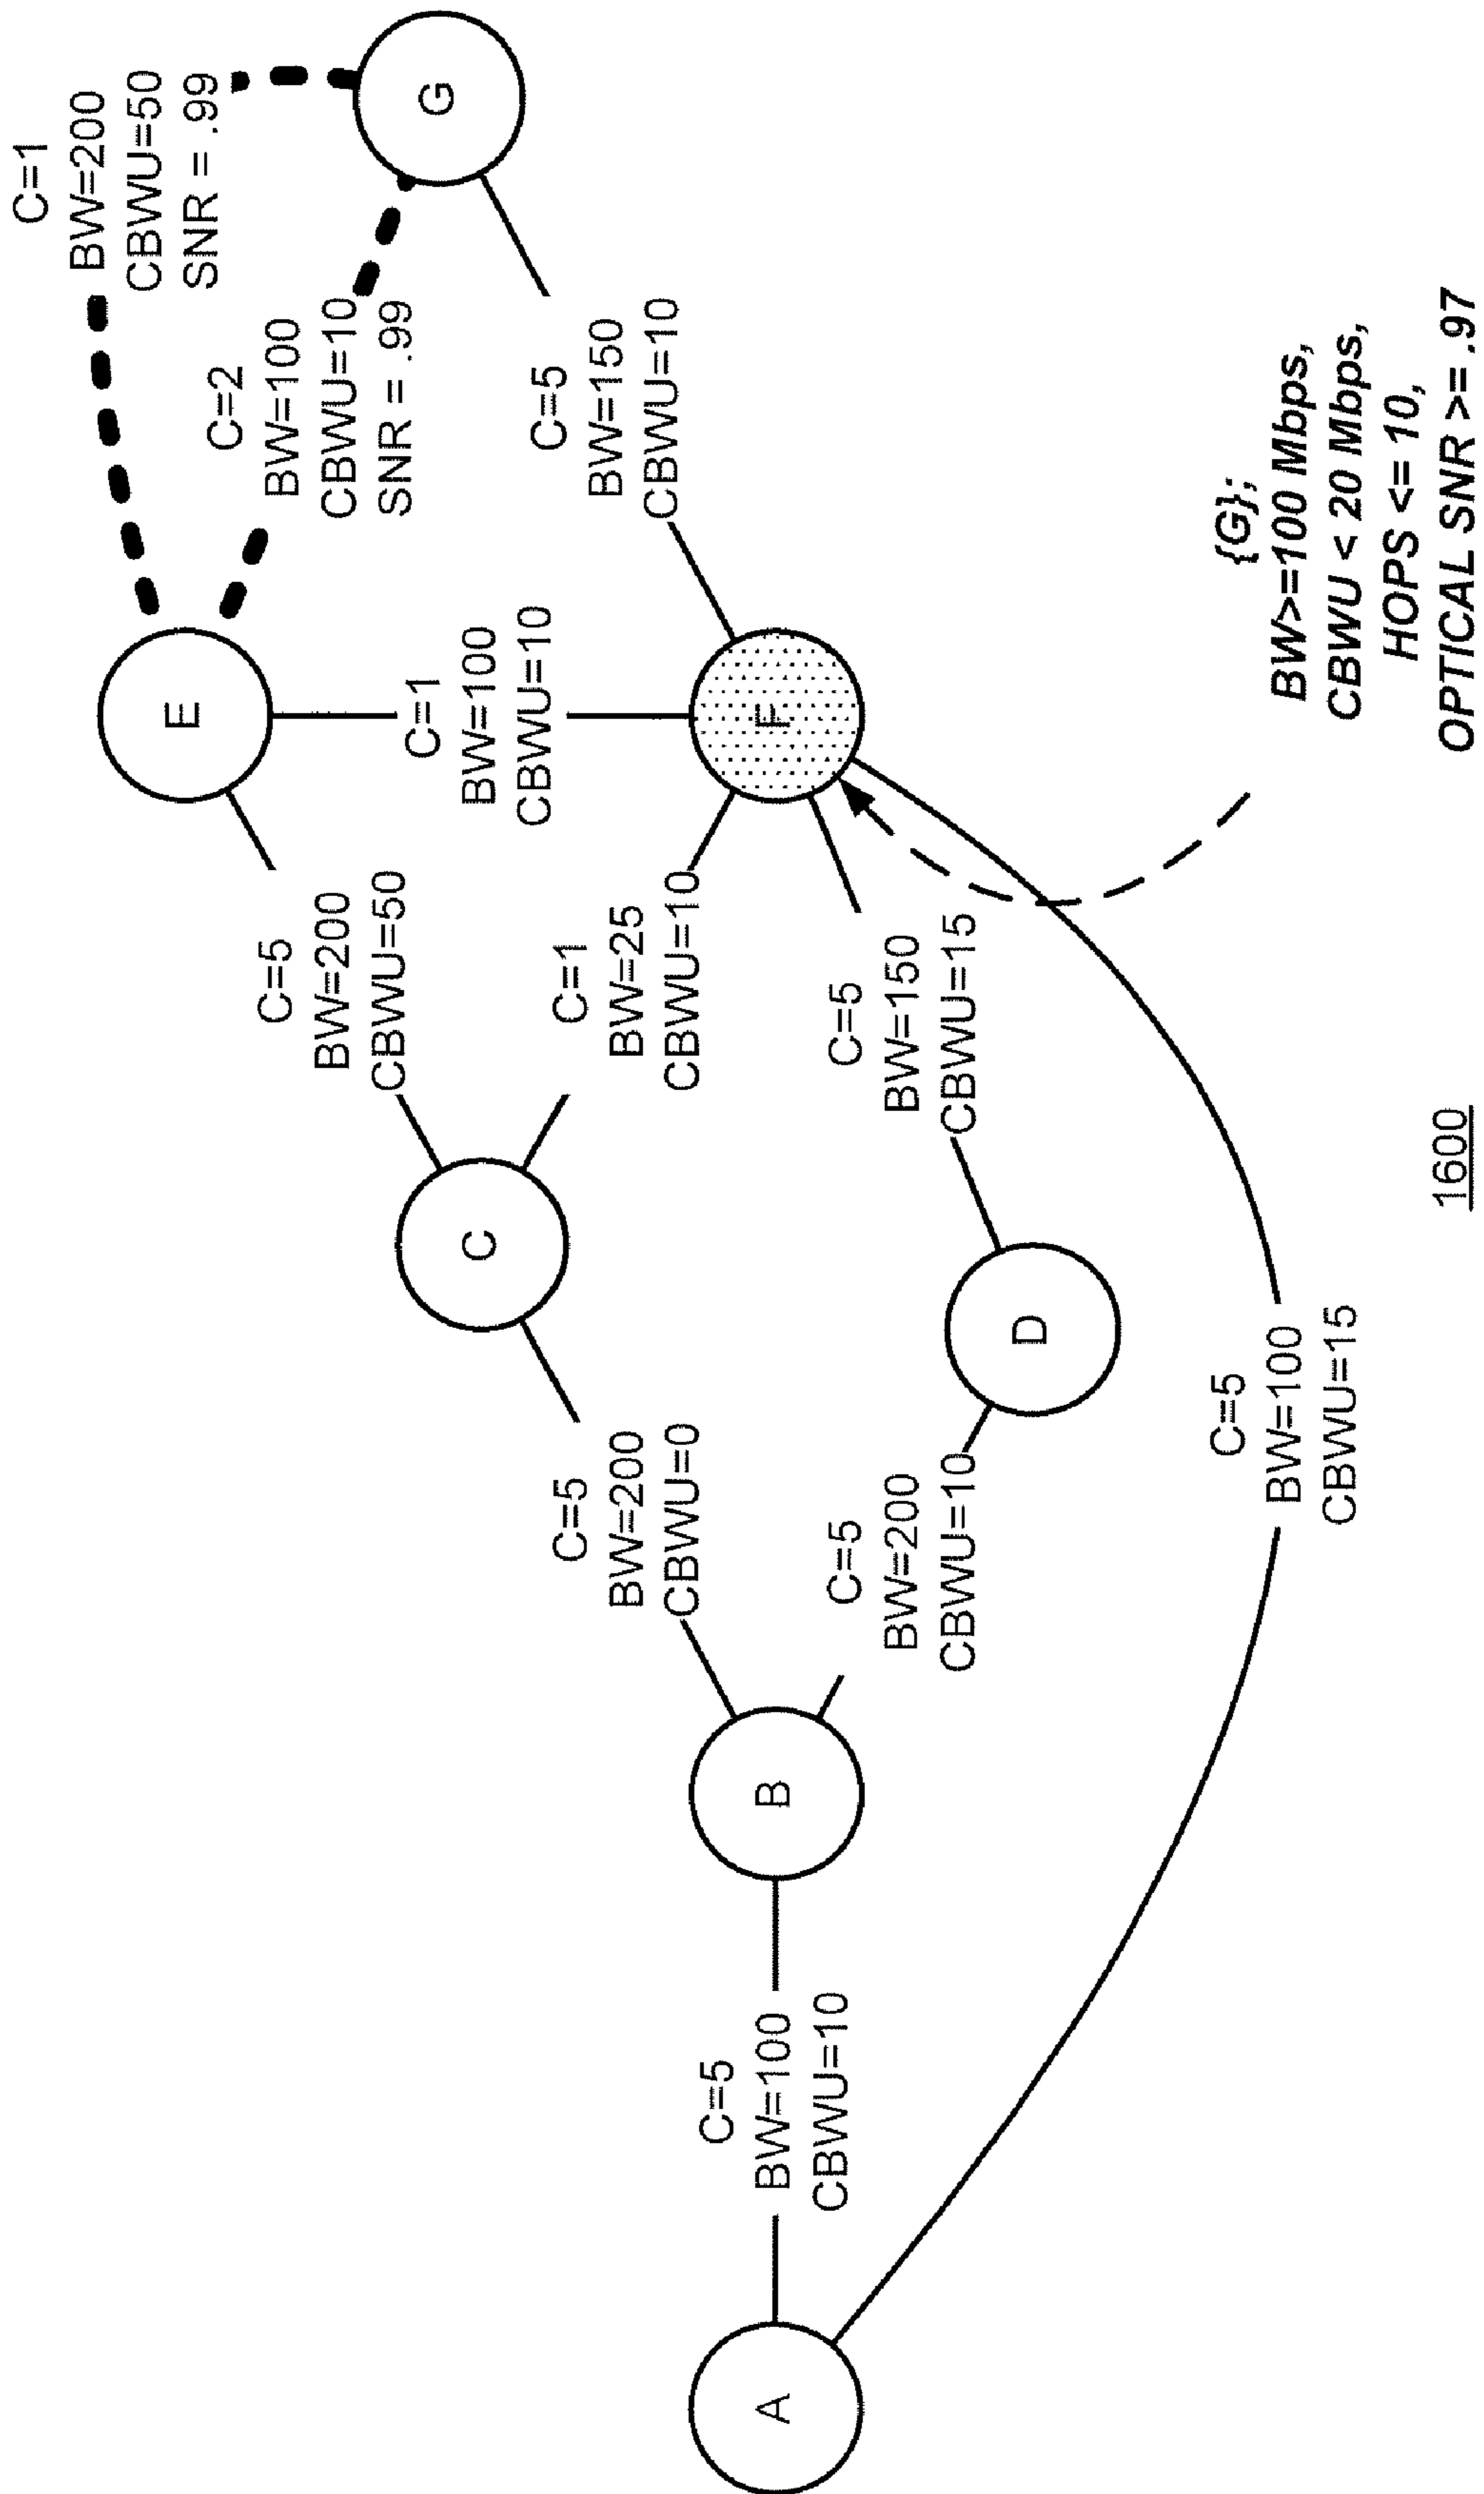 A
C=5
BW=100
CBWU=10
B
C=5
BW=200
CBWU=0
C
C=5
BW=200
CBWU=10
D
C=5
BW=200
CBWU=50
E
C=1
BW=25
CBWU=10
C=5
BW=150
CBWU=15
C=5
BW=100
CBWU=15
F
C=1
BW=100
CBWU=10
C=1
BW=200
CBWU=50
SNR = .99
C=2
BW=100
CBWU=10
SNR = .99
C=5
BW=150
CBWU=10
G
{G};
BW>=100 Mbps,
CBWU < 20 Mbps,
HOPS <= 10,
OPTICAL SNR >=.97
1600